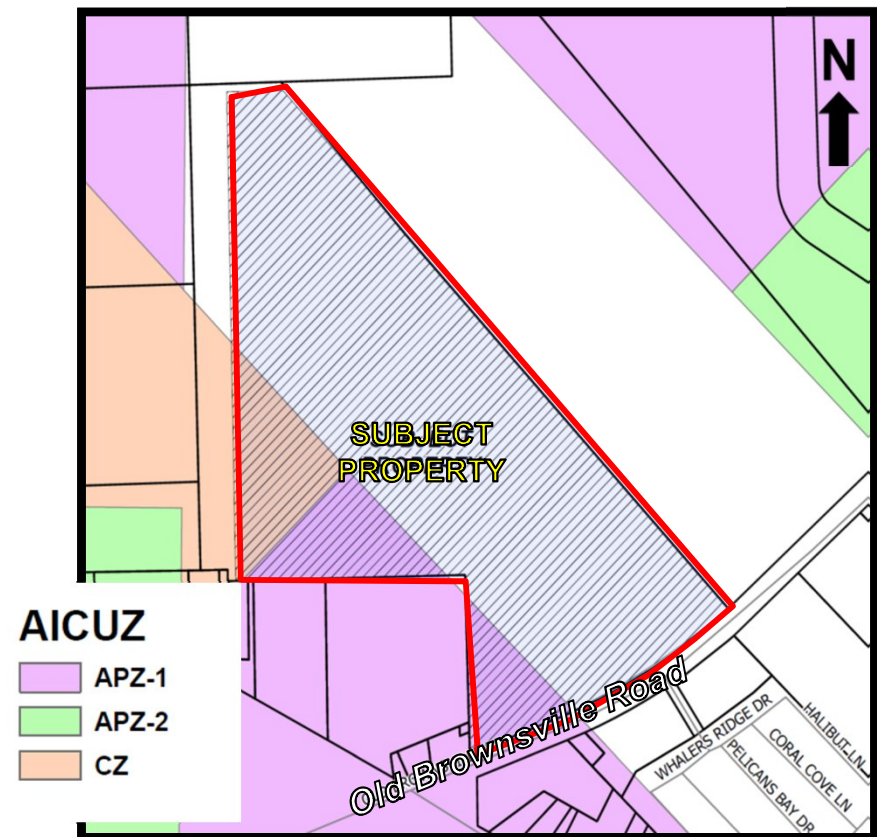 N
SUBJECT
PROPERTY
AICUZ
APZ-1
APZ-2
CZ
Old Brownsville Road
WHALERS RIDGE DR
HALIBUT LN
CORAL COVE LN
PELICANS BAY DR